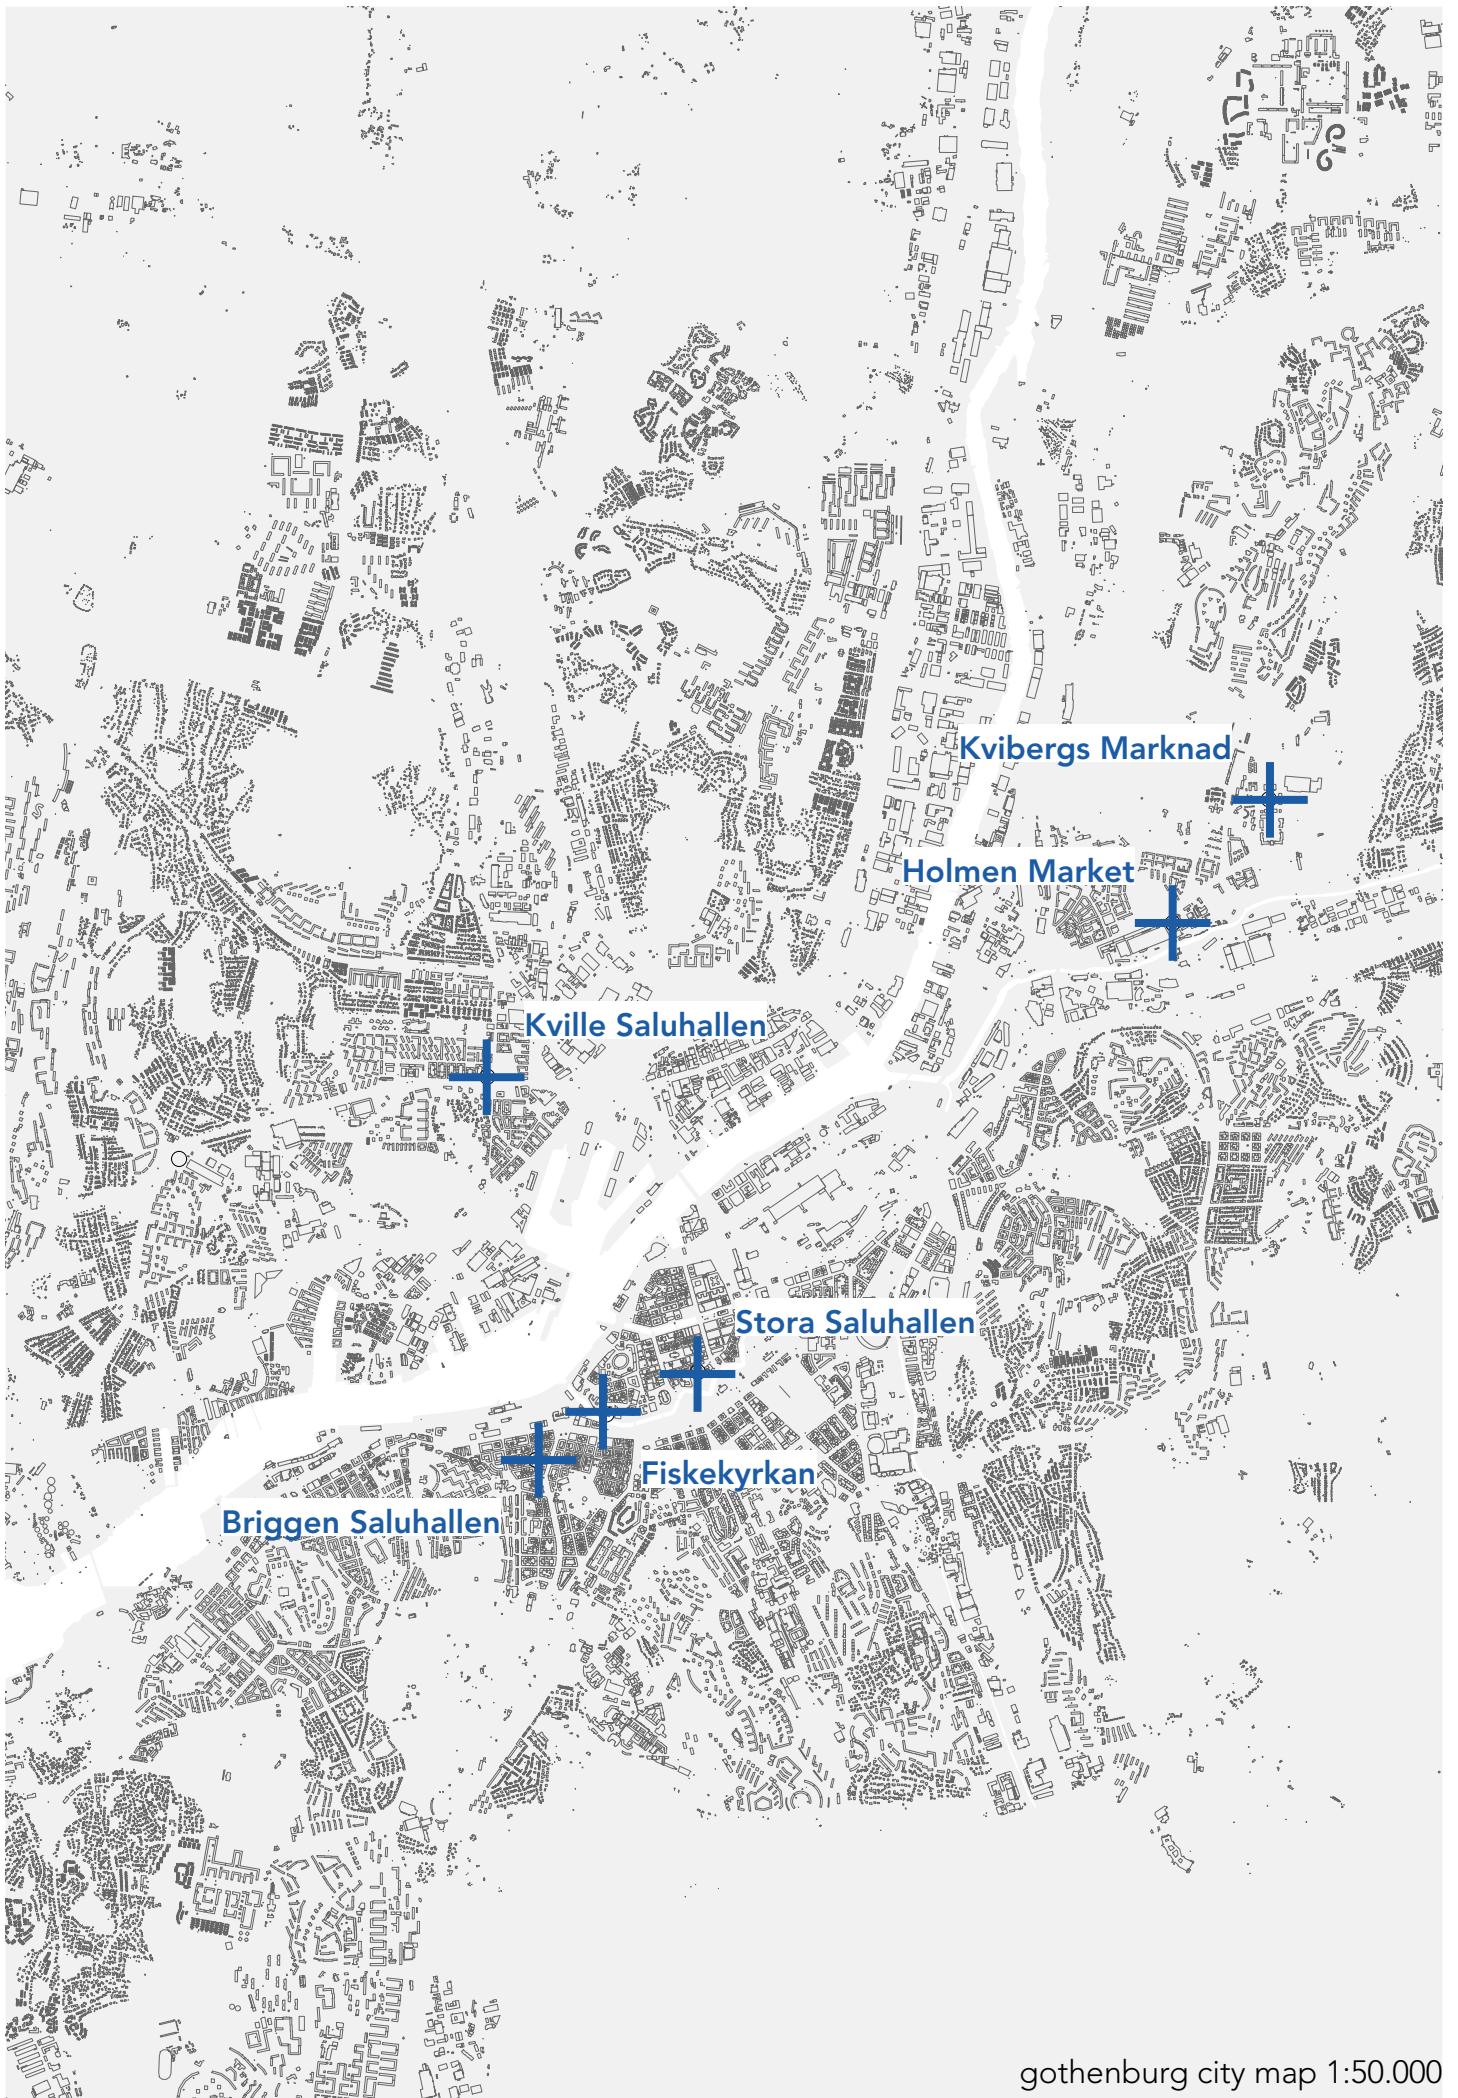 Kvibergs Marknad
Holmen Market
Kville Saluhallen
Stora Saluhallen
Fiskekyrkan
Briggen Saluhallen
gothenburg city map 1:50.000